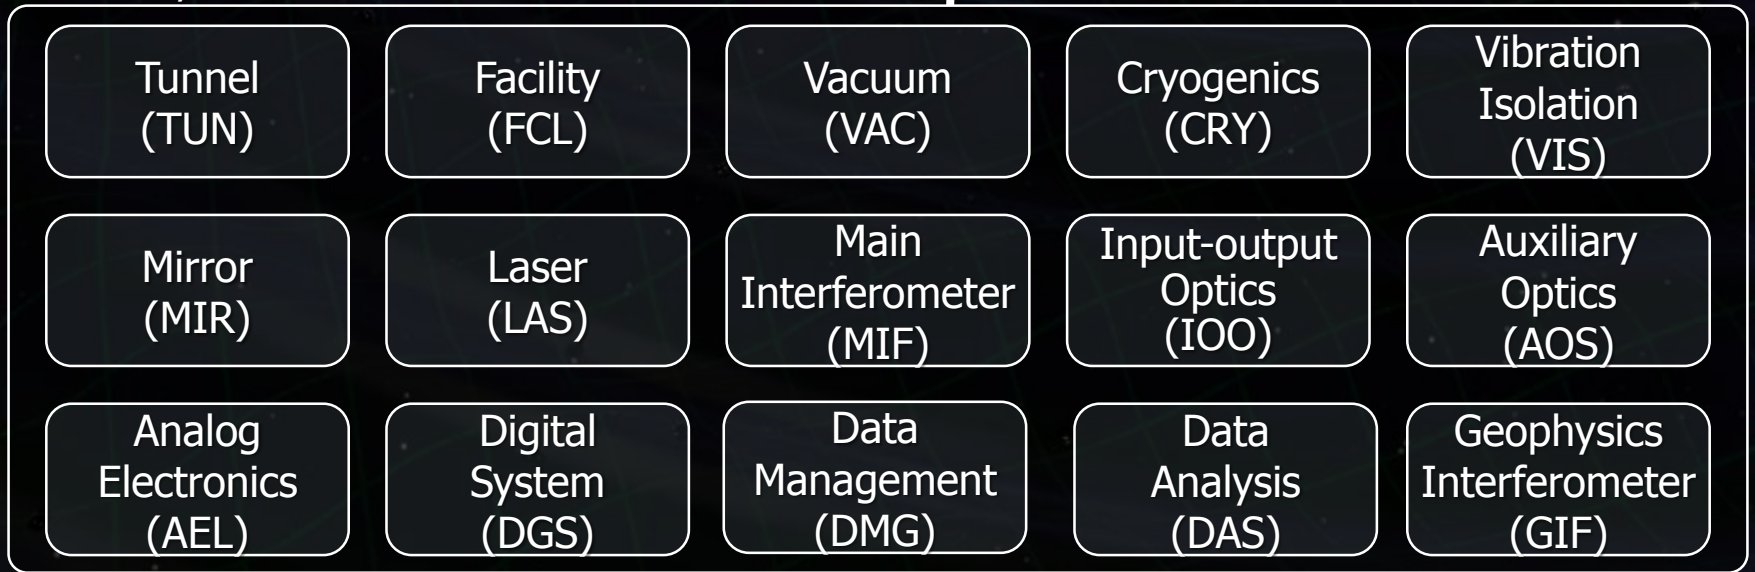 Tunnel
(TUN)
Facility
(FCL)
Vacuum
(VAC)
Cryogenics
(CRY)
Vibration
Isolation
(VIS)
Mirror
(MIR)
Laser
(LAS)
Main
Interferometer
(MIF)
Input-output
Optics
(IOO)
Auxiliary
Optics
(AOS)
Analog
Electronics
(AEL)
Digital
System
(DGS)
Data
Management
(DMG)
Data
Analysis
(DAS)
Geophysics
Interferometer
(GIF)